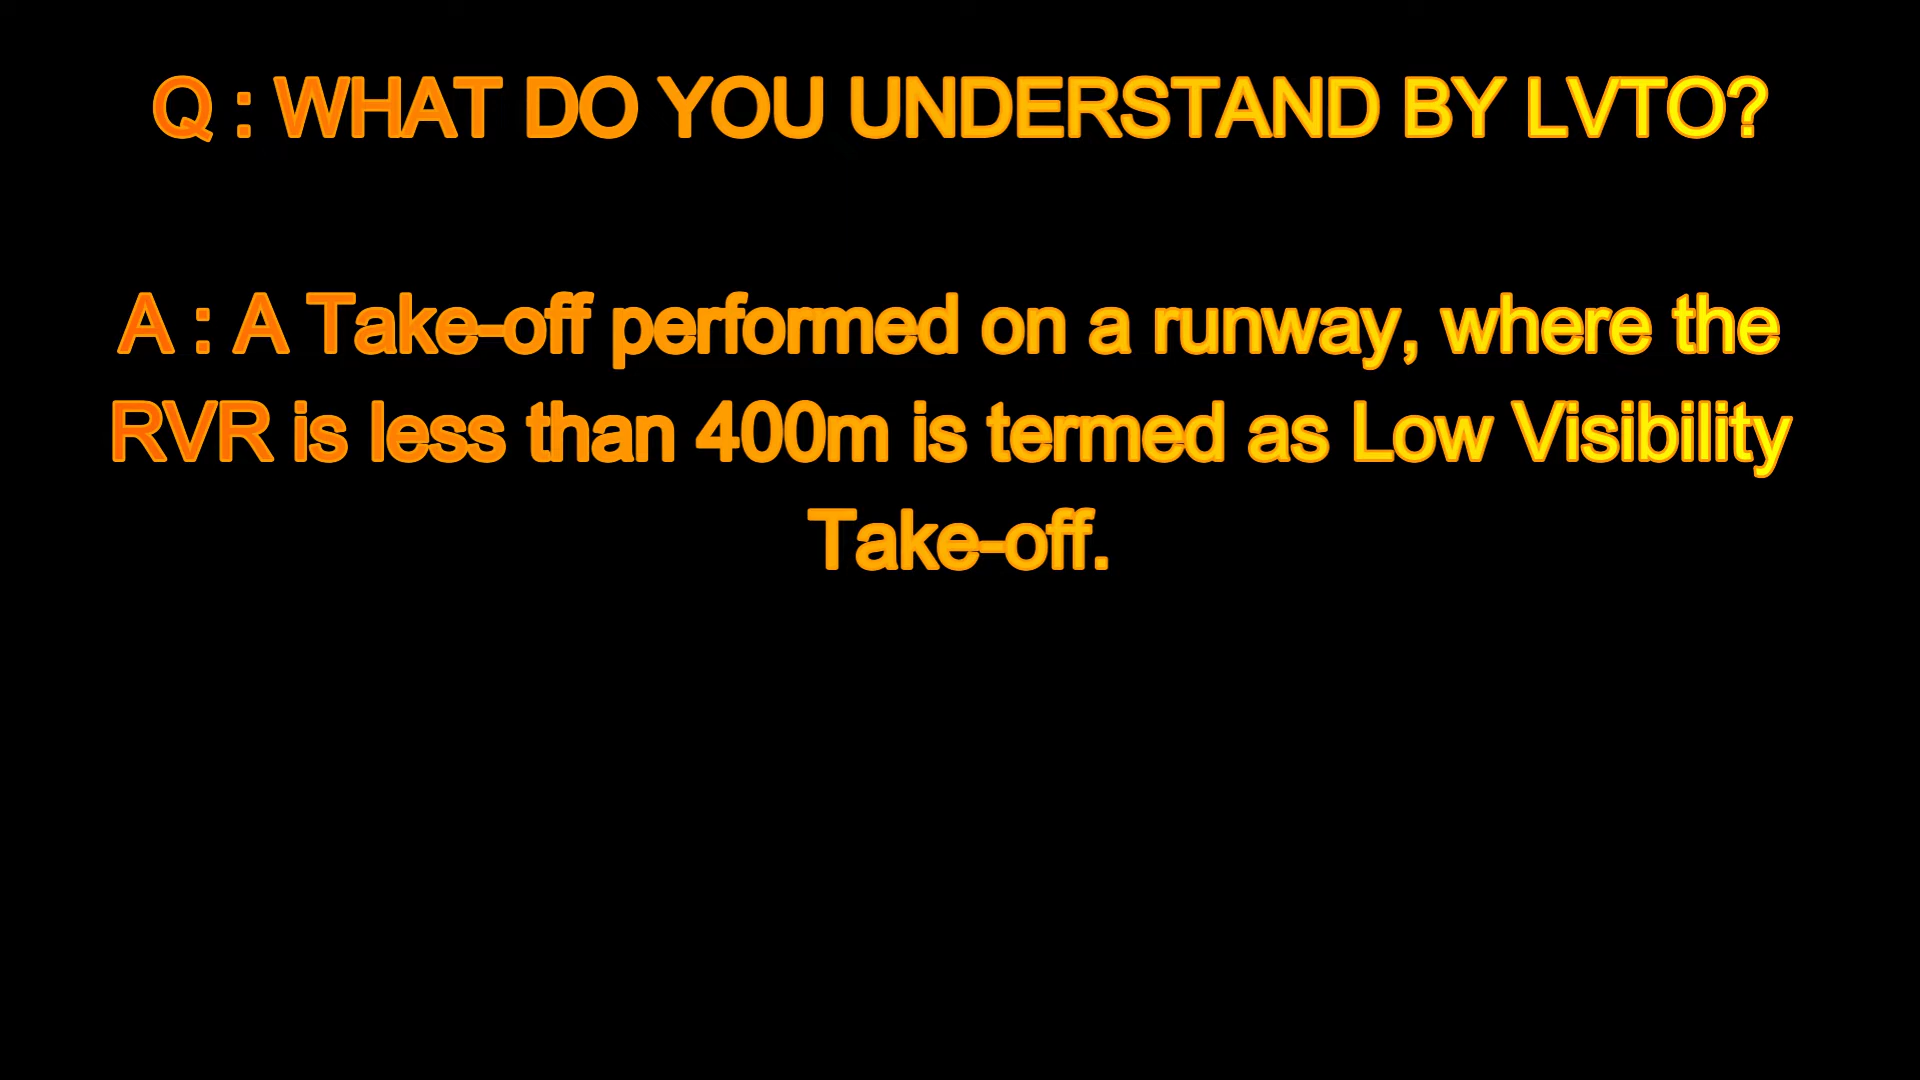 Q : WHAT DO YOU UNDERSTAND BY LVTO?
A : A Take-off performed on a runway, where the
RVR is less than 400m is termed as Low Visibility
Take-off.